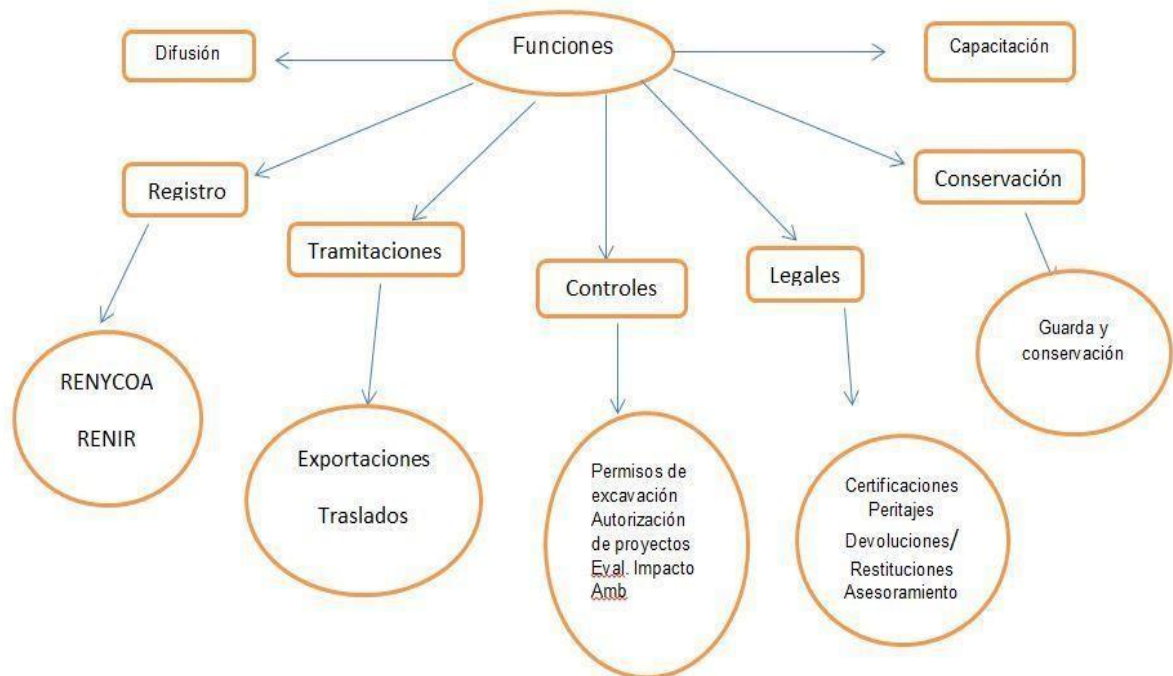 Funciones
Difusión
Capacitación
Registro
Conservación
Tramitaciones
Legales
Controles
Guarda y
conservación
RENYCOA
RENIR
Exportaciones
Traslados
Permisos de
excavación
Autorización
de proyectos
Eval. Impacto
Amb
Certificaciones
Peritajes
Devoluciones/
Restituciones
Asesoramiento